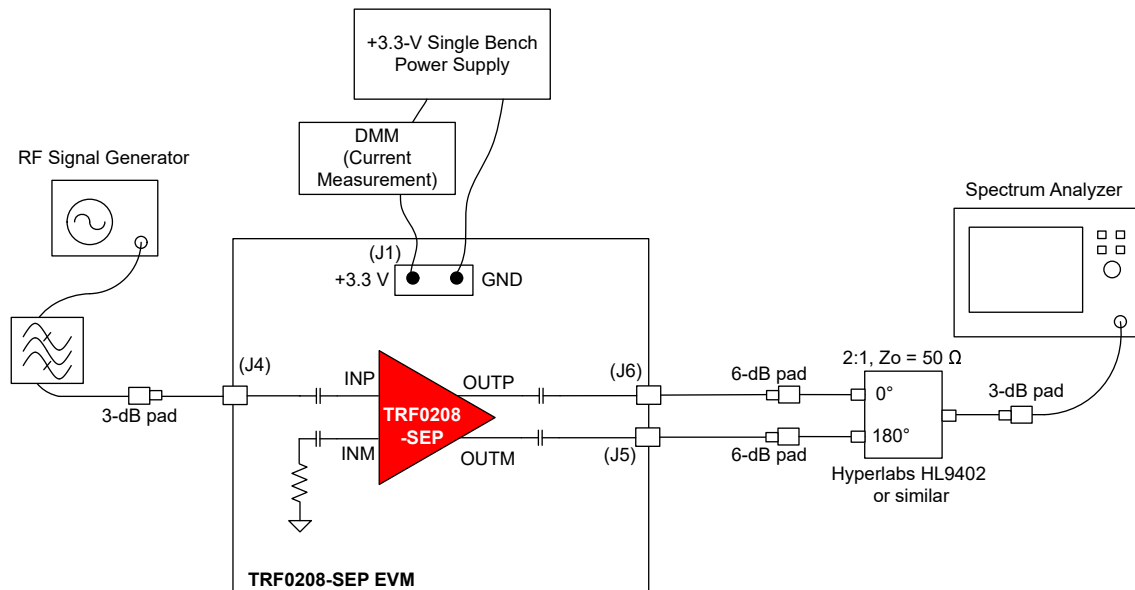 +3.3-V Single Bench
Power Supply
DMM
(Current
Measurement)
RF Signal Generator
Spectrum Analyzer
(J1)
+3.3 V
GND
(J4)
3-dB pad
INP
INM
TRF0208
-SEP
OUTP
OUTM
(J6)
(J5)
6-dB pad
6-dB pad
2:1, Zo = 50 Ω
0°
180°
Hyperlabs HL9402
or similar
3-dB pad
TRF0208-SEP EVM